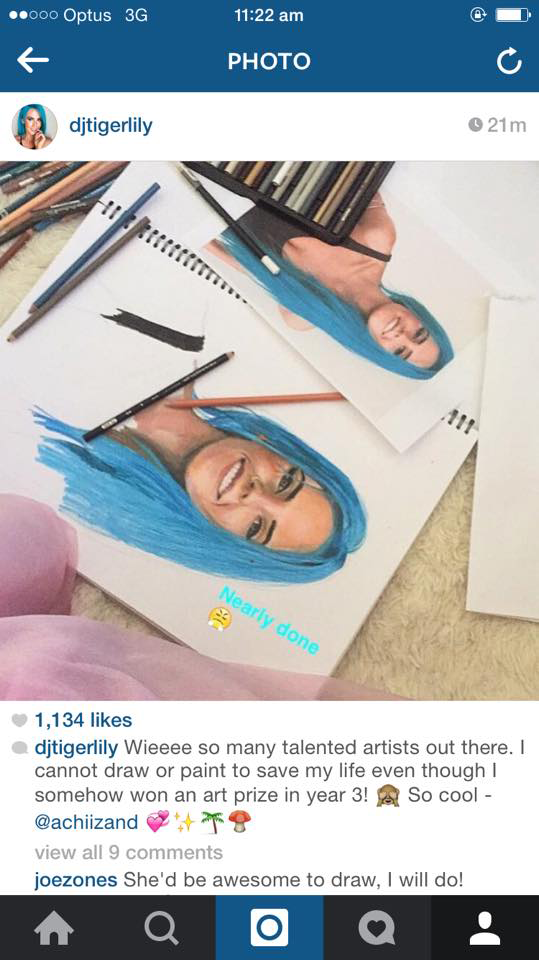 Optus 3G 11:22 am
PHOTO
djtigerlily 21m
Nearly done
1,134 likes
djtigerlily Wieeee so many talented artists out there. I
cannot draw or paint to save my life even though I
somehow won an art prize in year 3! 🙈 So cool -
@achiizand 💞✨🌴🍄
view all 9 comments
joezones She'd be awesome to draw, I will do!